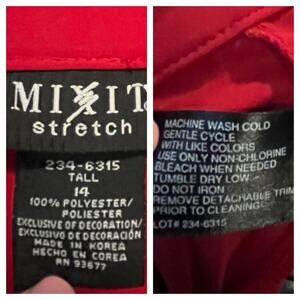 MIXIT
stretch
234-6315
TALL
14
100% POLYESTER/
POLIESTER
EXCLUSIVE OF DECORATION/
EXCLUSIVO DE DECORACIÓN
MADE IN KOREA
HECHO EN COREA
RN 93677
MACHINE WASH COLD
GENTLE CYCLE
WITH LIKE COLORS
USE ONLY NON-CHLORINE
BLEACH WHEN NEEDED
TUMBLE DRY LOW
DO NOT IRON
REMOVE DETACHABLE TRIM
PRIOR TO CLEANING
LOT# 234-6315